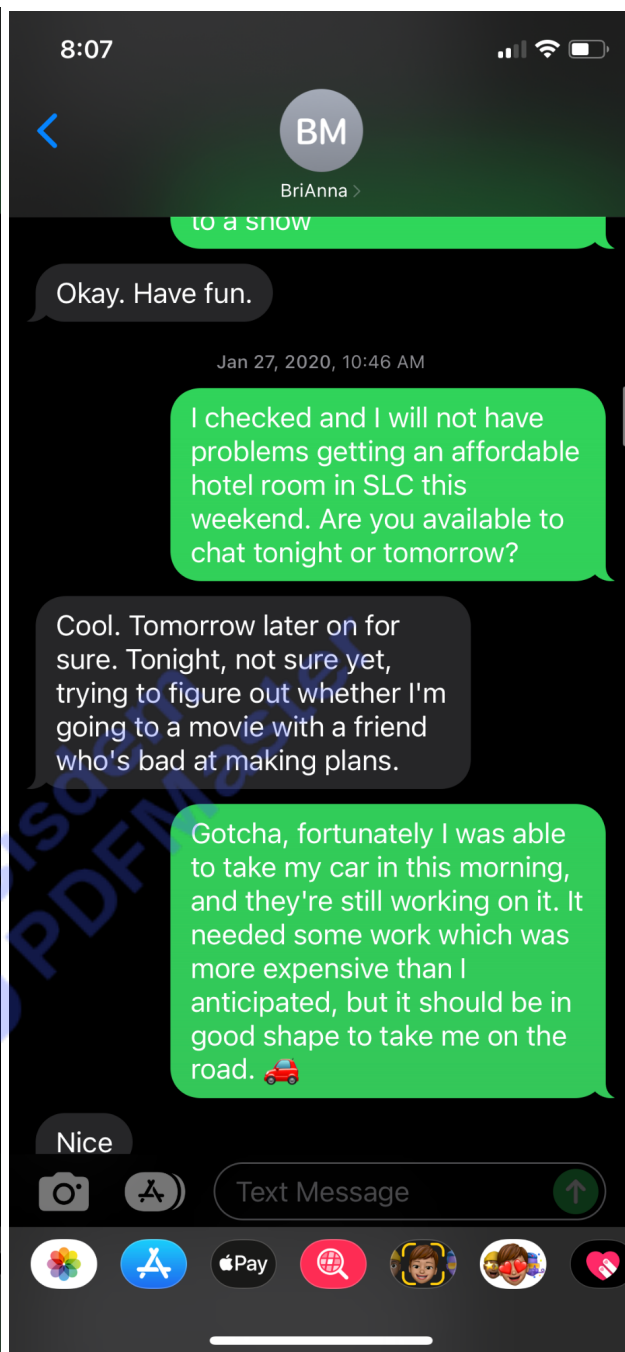 8:07
BM
BriAnna
to a show
Okay. Have fun.
Jan 27, 2020, 10:46 AM
I checked and I will not have
problems getting an affordable
hotel room in SLC this
weekend. Are you available to
chat tonight or tomorrow?
Cool. Tomorrow later on for
sure. Tonight, not sure yet,
trying to figure out whether I'm
going to a movie with a friend
who's bad at making plans.
Gotcha, fortunately I was able
to take my car in this morning,
and they're still working on it. It
needed some work which was
more expensive than I
anticipated, but it should be in
good shape to take me on the
road. 🚗
Nice
Text Message
Pay
isdem
PDFMaster